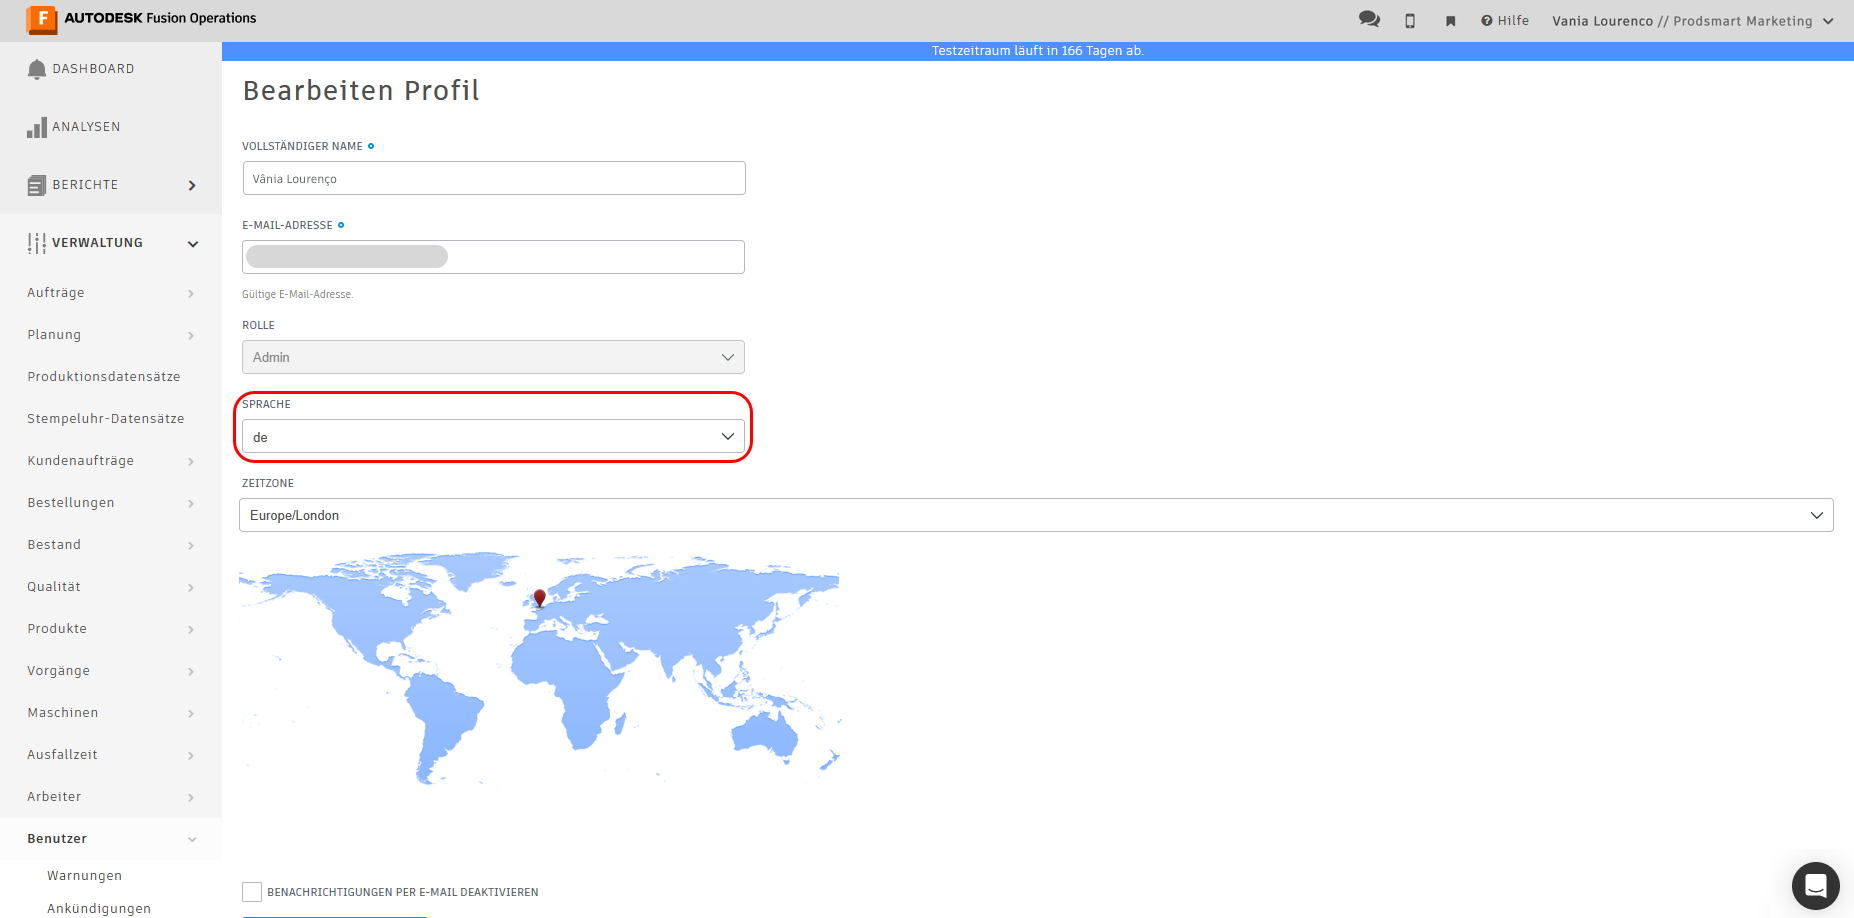 F AUTODESK Fusion Operations
Hilfe
Vania Lourenco // Prodsmart Marketing
Testzeitraum läuft in 166 Tagen ab.
DASHBOARD
ANALYSEN
BERICHTE
VERWALTUNG
Aufträge
Planung
Produktionsdatensätze
Stempeluhr-Datensätze
Kundenaufträge
Bestellungen
Bestand
Qualität
Produkte
Vorgänge
Maschinen
Ausfallzeit
Arbeiter
Benutzer
Warnungen
Ankündigungen
Bearbeiten Profil
VOLLSTÄNDIGER NAME
Vânia Lourenço
E-MAIL-ADRESSE
Gültige E-Mail-Adresse.
ROLLE
Admin
SPRACHE
de
ZEITZONE
Europe/London
BENACHRICHTIGUNGEN PER E-MAIL DEAKTIVIEREN